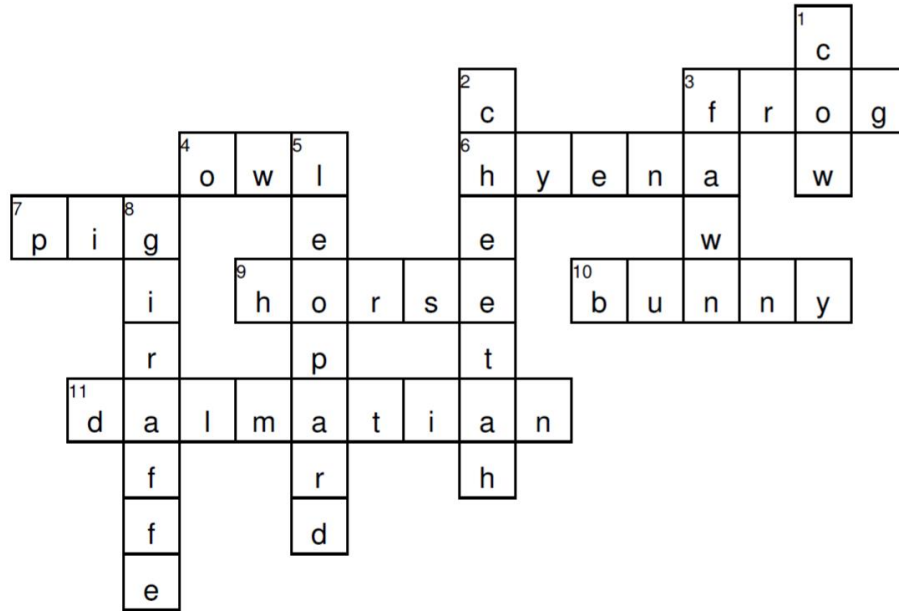 1
c
2 3
c f r o g
4 5 6
o w l h y e n a w
7 8
p i g e e w
9 10
i h o r s e b u n n y
r p t
11
d a l m a t i a n
f r h
f d
e